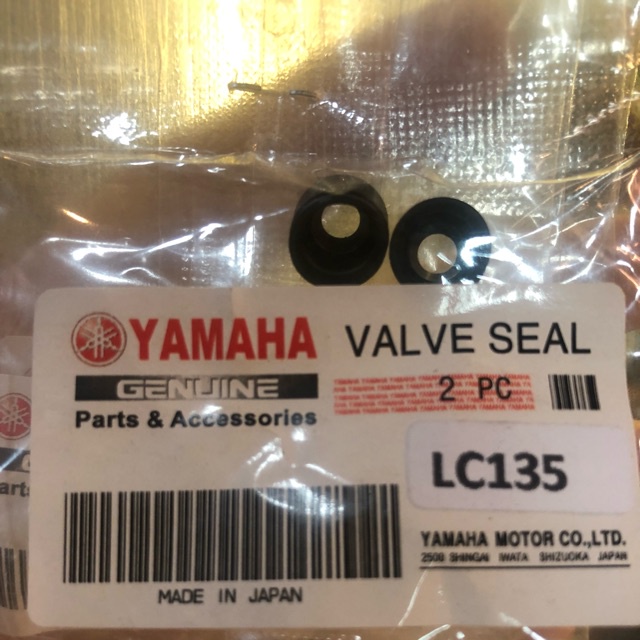 YAMAHA VALVE SEAL
GENUINE 2 PC
Parts & Accessories
LC135
YAMAHA MOTOR CO.,LTD.
2500 SHINGAI IWATA SHIZUOKA JAPAN
MADE IN JAPAN